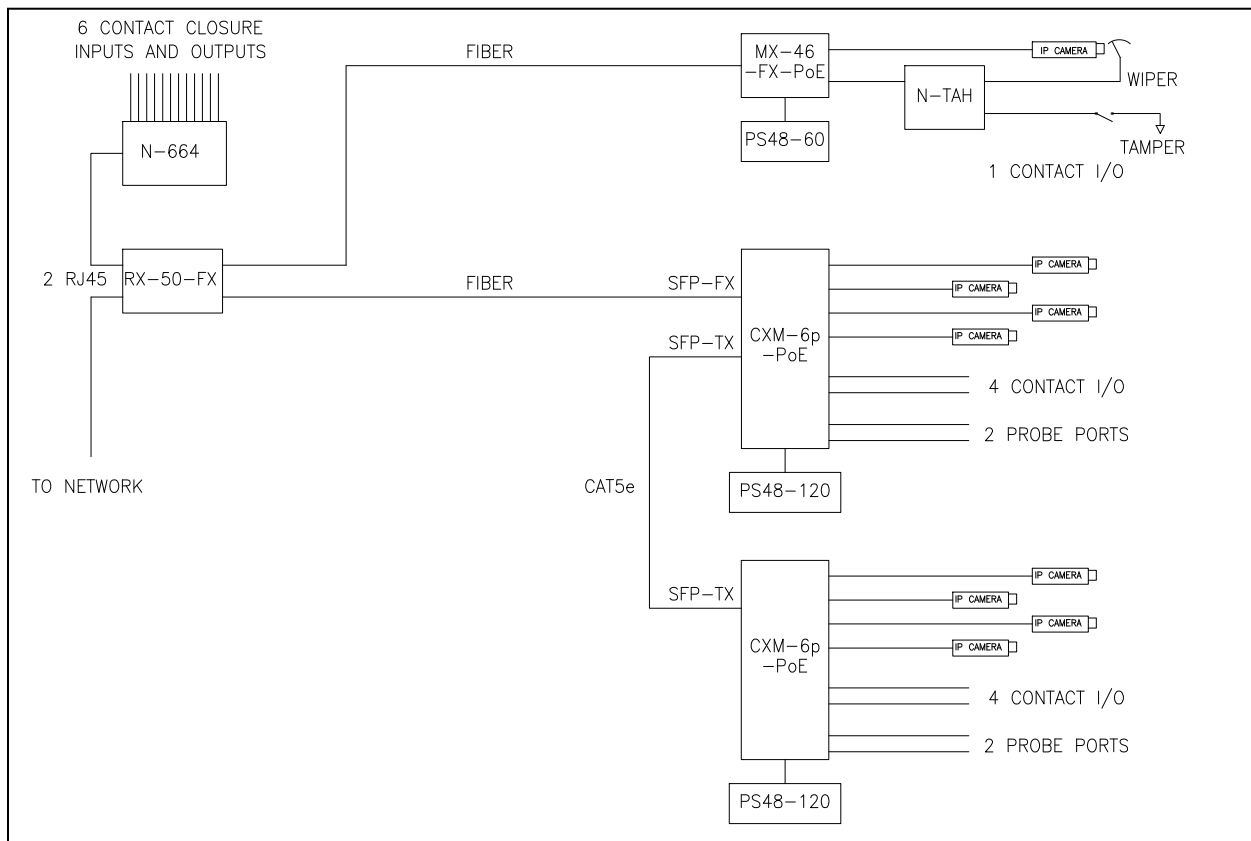 6 CONTACT CLOSURE
INPUTS AND OUTPUTS
N-664
2 RJ45
RX-50-FX
TO NETWORK
FIBER
MX-46
-FX-PoE
PS48-60
IP CAMERA
N-TAH
WIPER
TAMPER
1 CONTACT I/O
FIBER
SFP-FX
SFP-TX
CXM-6p
-PoE
IP CAMERA
IP CAMERA
IP CAMERA
IP CAMERA
4 CONTACT I/O
2 PROBE PORTS
PS48-120
CAT5e
SFP-TX
CXM-6p
-PoE
IP CAMERA
IP CAMERA
IP CAMERA
IP CAMERA
4 CONTACT I/O
2 PROBE PORTS
PS48-120